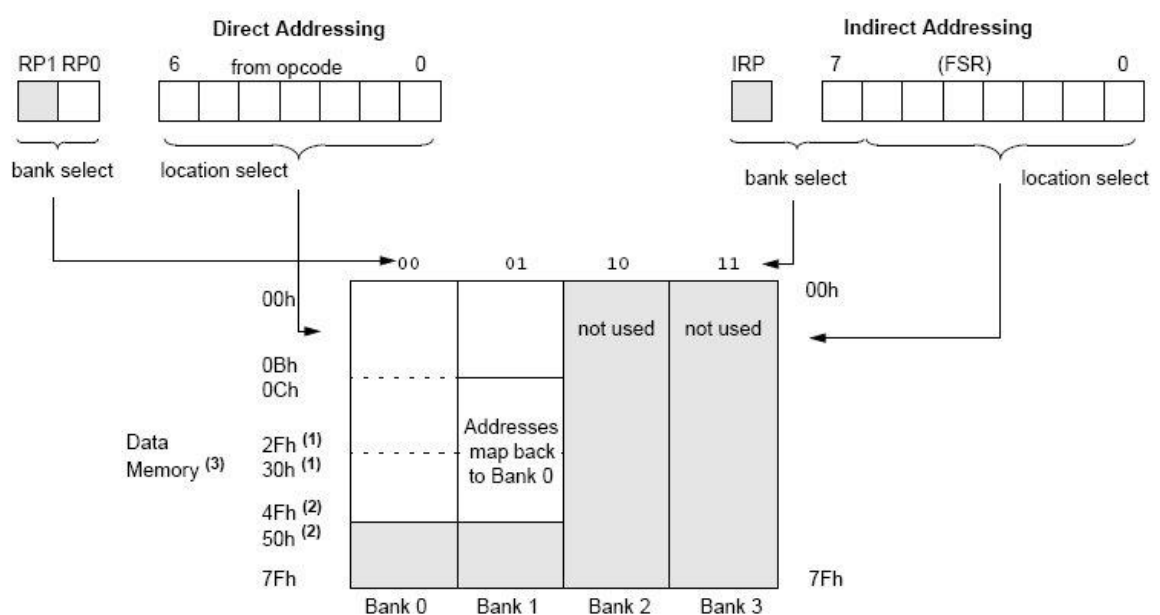 Direct Addressing
RP1 RP0
6 from opcode 0
bank select
location select
Indirect Addressing
IRP
7 (FSR) 0
bank select
location select
00 01 10 11
00h
0Bh
0Ch
2Fh (1)
30h (1)
4Fh (2)
50h (2)
7Fh
Data
Memory (3)
Addresses
map back
to Bank 0
not used
not used
00h
7Fh
Bank 0 Bank 1 Bank 2 Bank 3